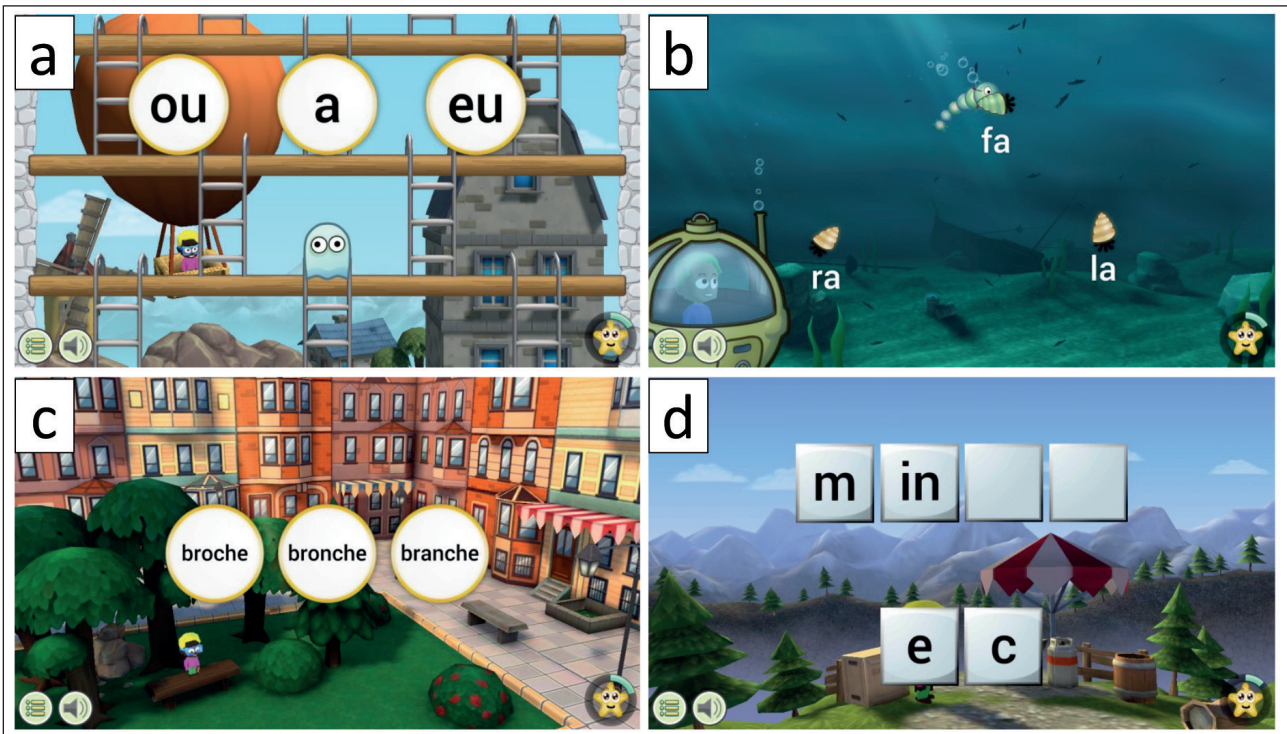 a
ou a eu
b
fa
ra
la
c
broche bronche branche
d
m in
e c